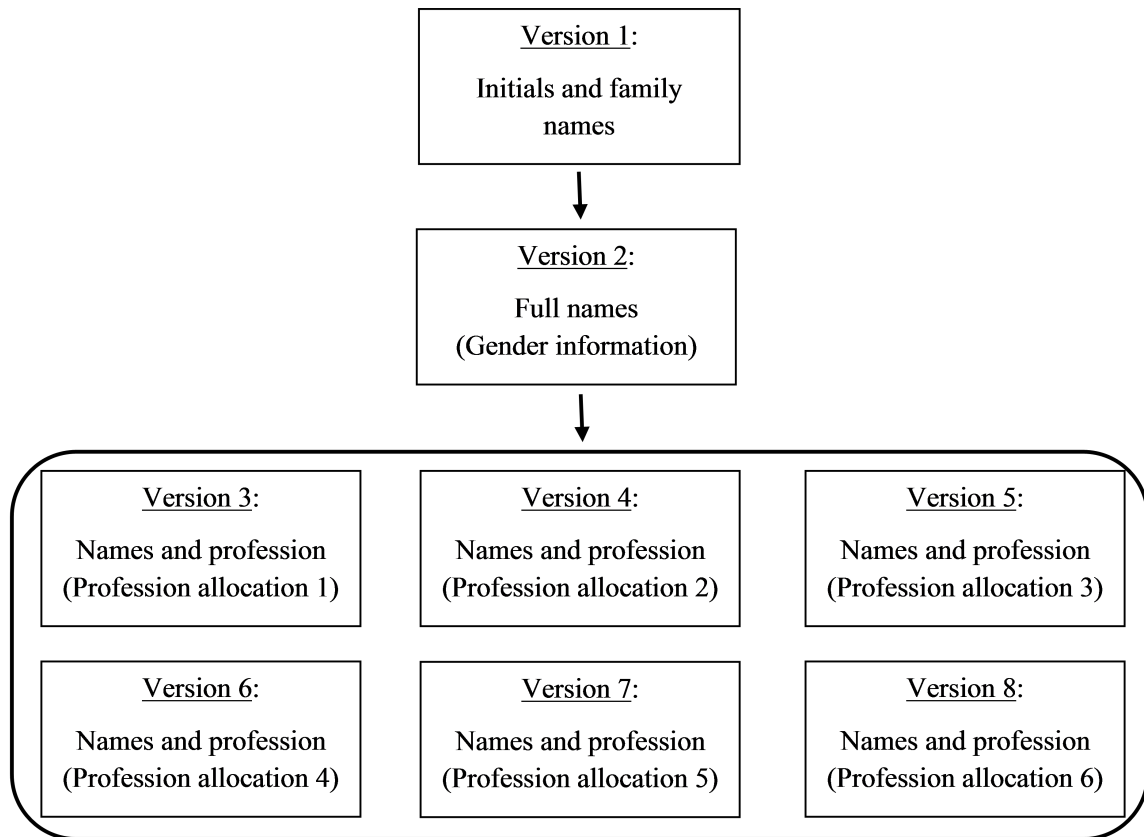 Version 1:
Initials and family
names
Version 2:
Full names
(Gender information)
Version 3:
Names and profession
(Profession allocation 1)
Version 4:
Names and profession
(Profession allocation 2)
Version 5:
Names and profession
(Profession allocation 3)
Version 6:
Names and profession
(Profession allocation 4)
Version 7:
Names and profession
(Profession allocation 5)
Version 8:
Names and profession
(Profession allocation 6)